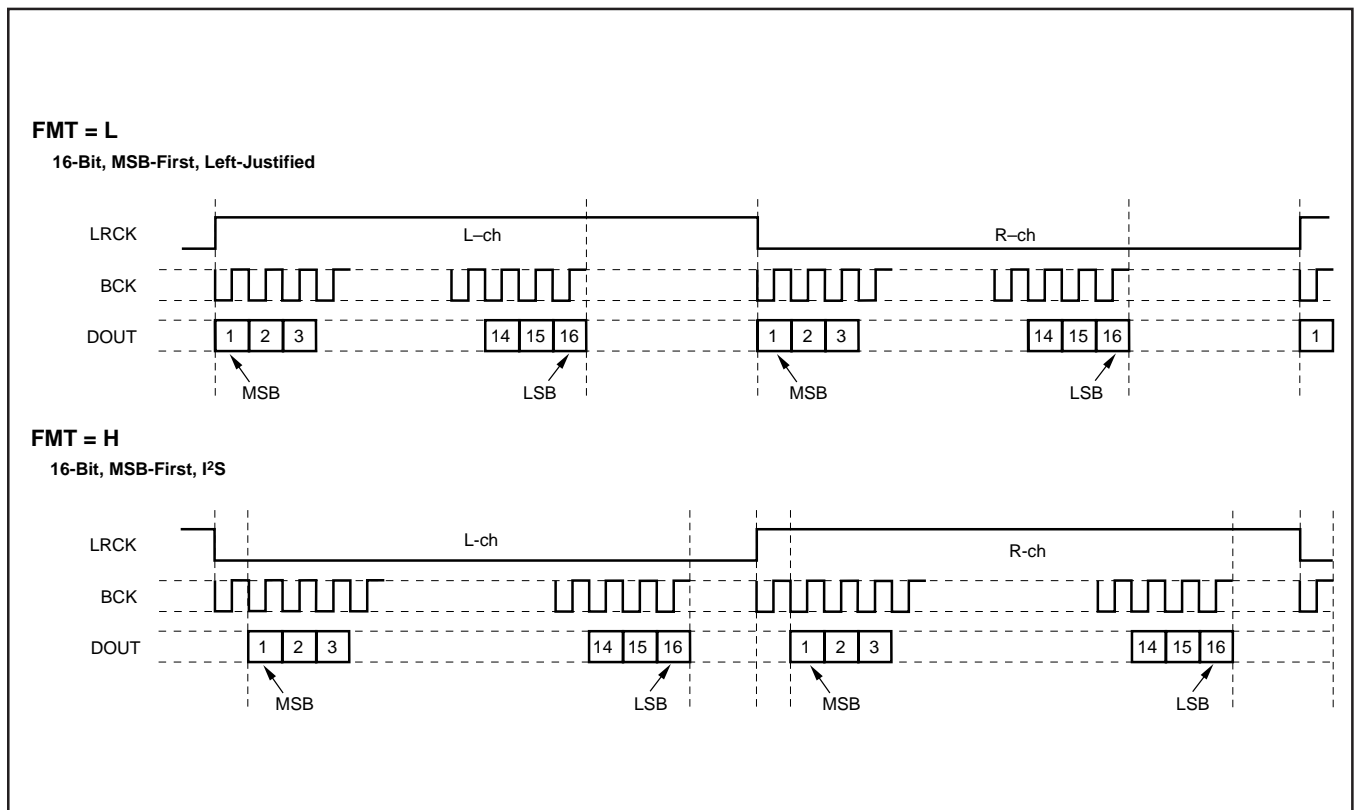 FMT = L
16-Bit, MSB-First, Left-Justified
LRCK L–ch R–ch
BCK
DOUT 1 2 3 14 15 16 1 2 3 14 15 16 1
MSB LSB MSB LSB
FMT = H
16-Bit, MSB-First, I²S
LRCK L-ch R-ch
BCK
DOUT 1 2 3 14 15 16 1 2 3 14 15 16
MSB LSB MSB LSB